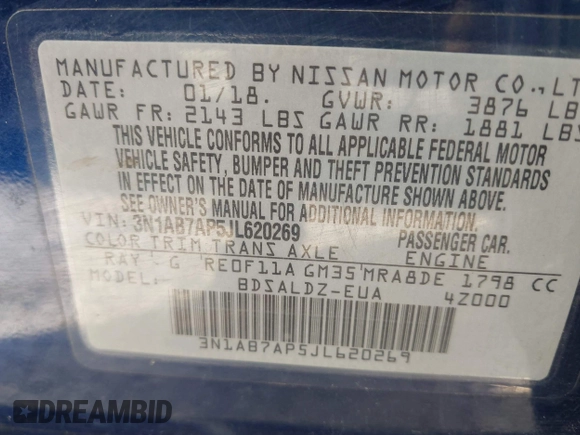 MANUFACTURED BY NISSAN MOTOR CO., LT
DATE: 01/18. GVWR: 3876 LB
GAWR FR: 2143 LBS GAWR RR: 1881 LBS
THIS VEHICLE CONFORMS TO ALL APPLICABLE FEDERAL MOTOR
VEHICLE SAFETY, BUMPER AND THEFT PREVENTION STANDARDS
IN EFFECT ON THE DATE OF MANUFACTURE SHOWN ABOVE.
SEE OWNER'S MANUAL FOR ADDITIONAL INFORMATION.
VIN: 3N1AB7AP5JL620269 PASSENGER CAR.
COLOR TRIM TRANS AXLE ENGINE
RAY G RE0F11A GM35 MRA8DE 1798 CC
BDSALDZ-EUA 4Z000
3N1AB7AP5JL620269
DREAMBID